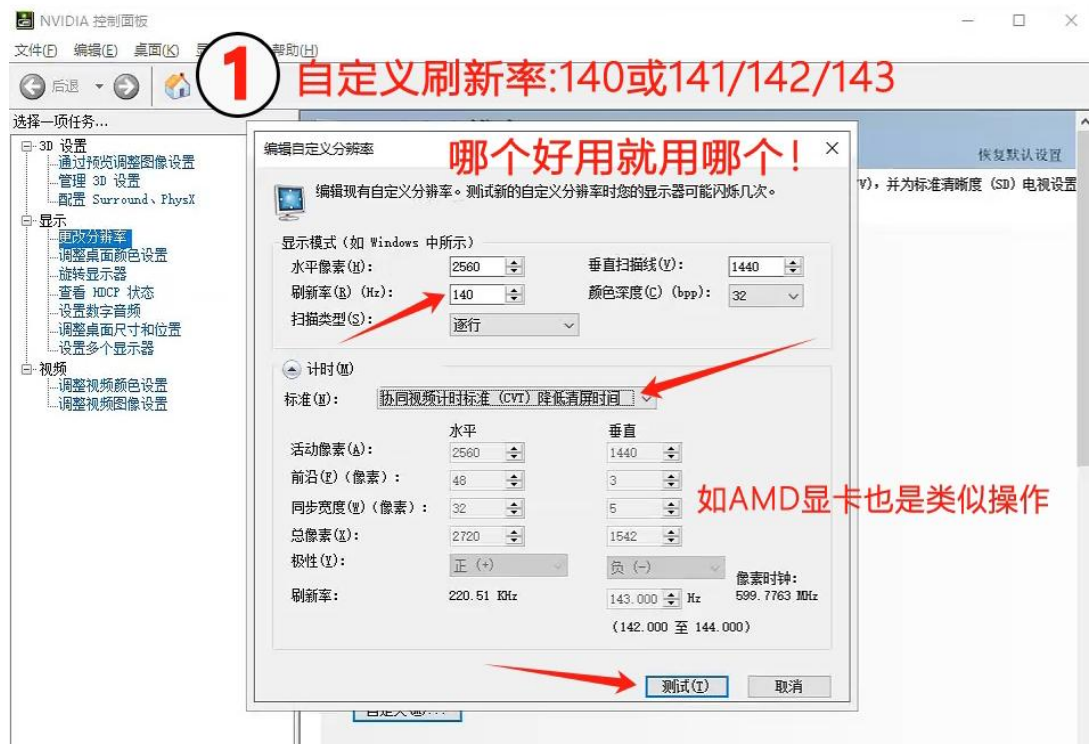 NVIDIA 控制面板
文件(F) 编辑(E) 桌面(K) 帮助(H)
后退
1
自定义刷新率:140或141/142/143
选择一项任务...
3D 设置
通过预览调整图像设置
管理 3D 设置
配置 Surround、PhysX
显示
更改分辨率
调整桌面颜色设置
旋转显示器
查看 HDCP 状态
设置数字音频
调整桌面尺寸和位置
设置多个显示器
视频
调整视频颜色设置
调整视频图像设置
恢复默认设置
，并为标准清晰度 (SD) 电视设置
编辑自定义分辨率
哪个好用就用哪个！
编辑现有自定义分辨率。测试新的自定义分辨率时您的显示器可能闪烁几次。
显示模式(如 Windows 中所示)
水平像素(H): 2560 垂直扫描线(V): 1440
刷新率(R) (Hz): 140 颜色深度(C) (bpp): 32
扫描类型(S): 逐行
计时(M)
标准(N): 协同视频计时标准 (CVT) 降低清屏时间
水平 垂直
活动像素(A): 2560 1440
前沿(F)(像素): 48 3
同步宽度(W)(像素): 32 5
如AMD显卡也是类似操作
总像素(X): 2720 1542
极性(Y): 正 (+) 负 (-)
像素时钟:
刷新率: 220.51 KHz 143.000 Hz 599.7763 MHz
(142.000 至 144.000)
测试(T) 取消